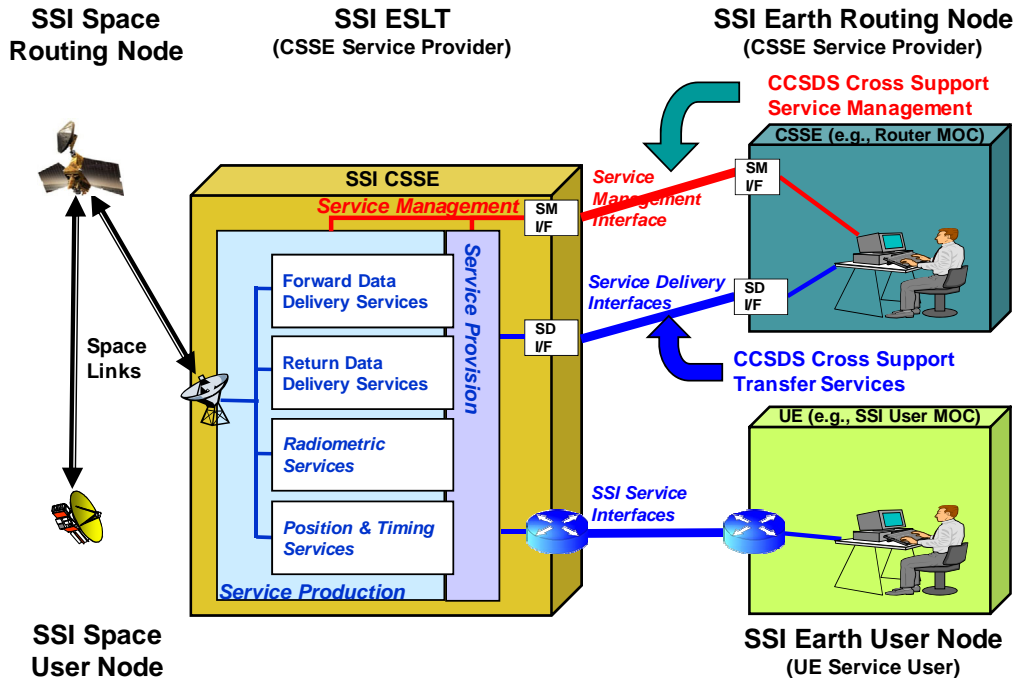 SSI Space
Routing Node
SSI ESLT
(CSSE Service Provider)
SSI Earth Routing Node
(CSSE Service Provider)
CCSDS Cross Support
Service Management
CSSE (e.g., Router MOC)
SSI CSSE
Service Management
SM
I/F
Service
Management
Interface
SM
I/F
Forward Data
Delivery Services
Service Provision
Service Delivery
Interfaces
SD
I/F
SD
I/F
Space
Links
Return Data
Delivery Services
CCSDS Cross Support
Transfer Services
UE (e.g., SSI User MOC)
Radiometric
Services
SSI Service
Interfaces
Position & Timing
Services
Service Production
SSI Space
User Node
SSI Earth User Node
(UE Service User)